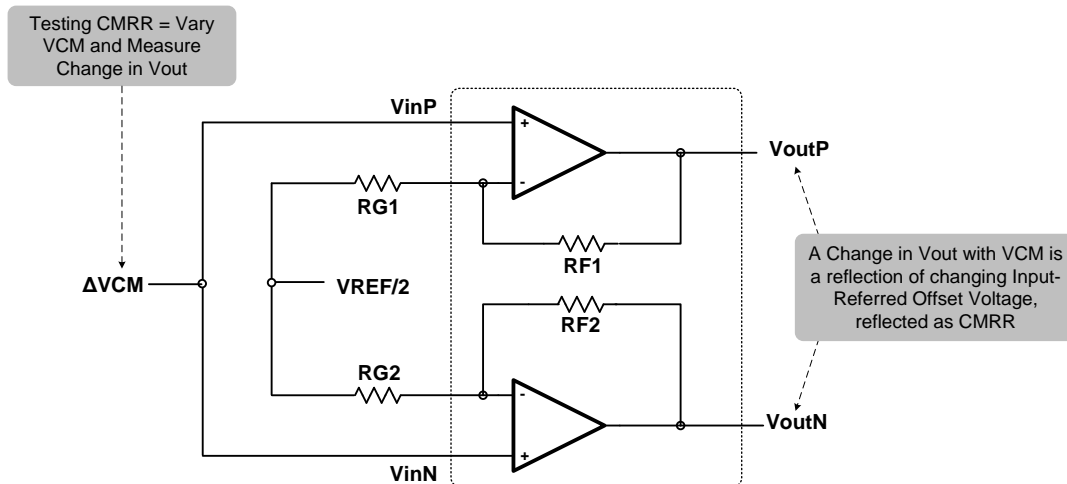 Testing CMRR = Vary
VCM and Measure
Change in Vout
VinP
+
-
VoutP
RG1
RF1
ΔVCM
VREF/2
A Change in Vout with VCM is
a reflection of changing Input-
Referred Offset Voltage,
reflected as CMRR
RF2
RG2
-
+
VoutN
VinN